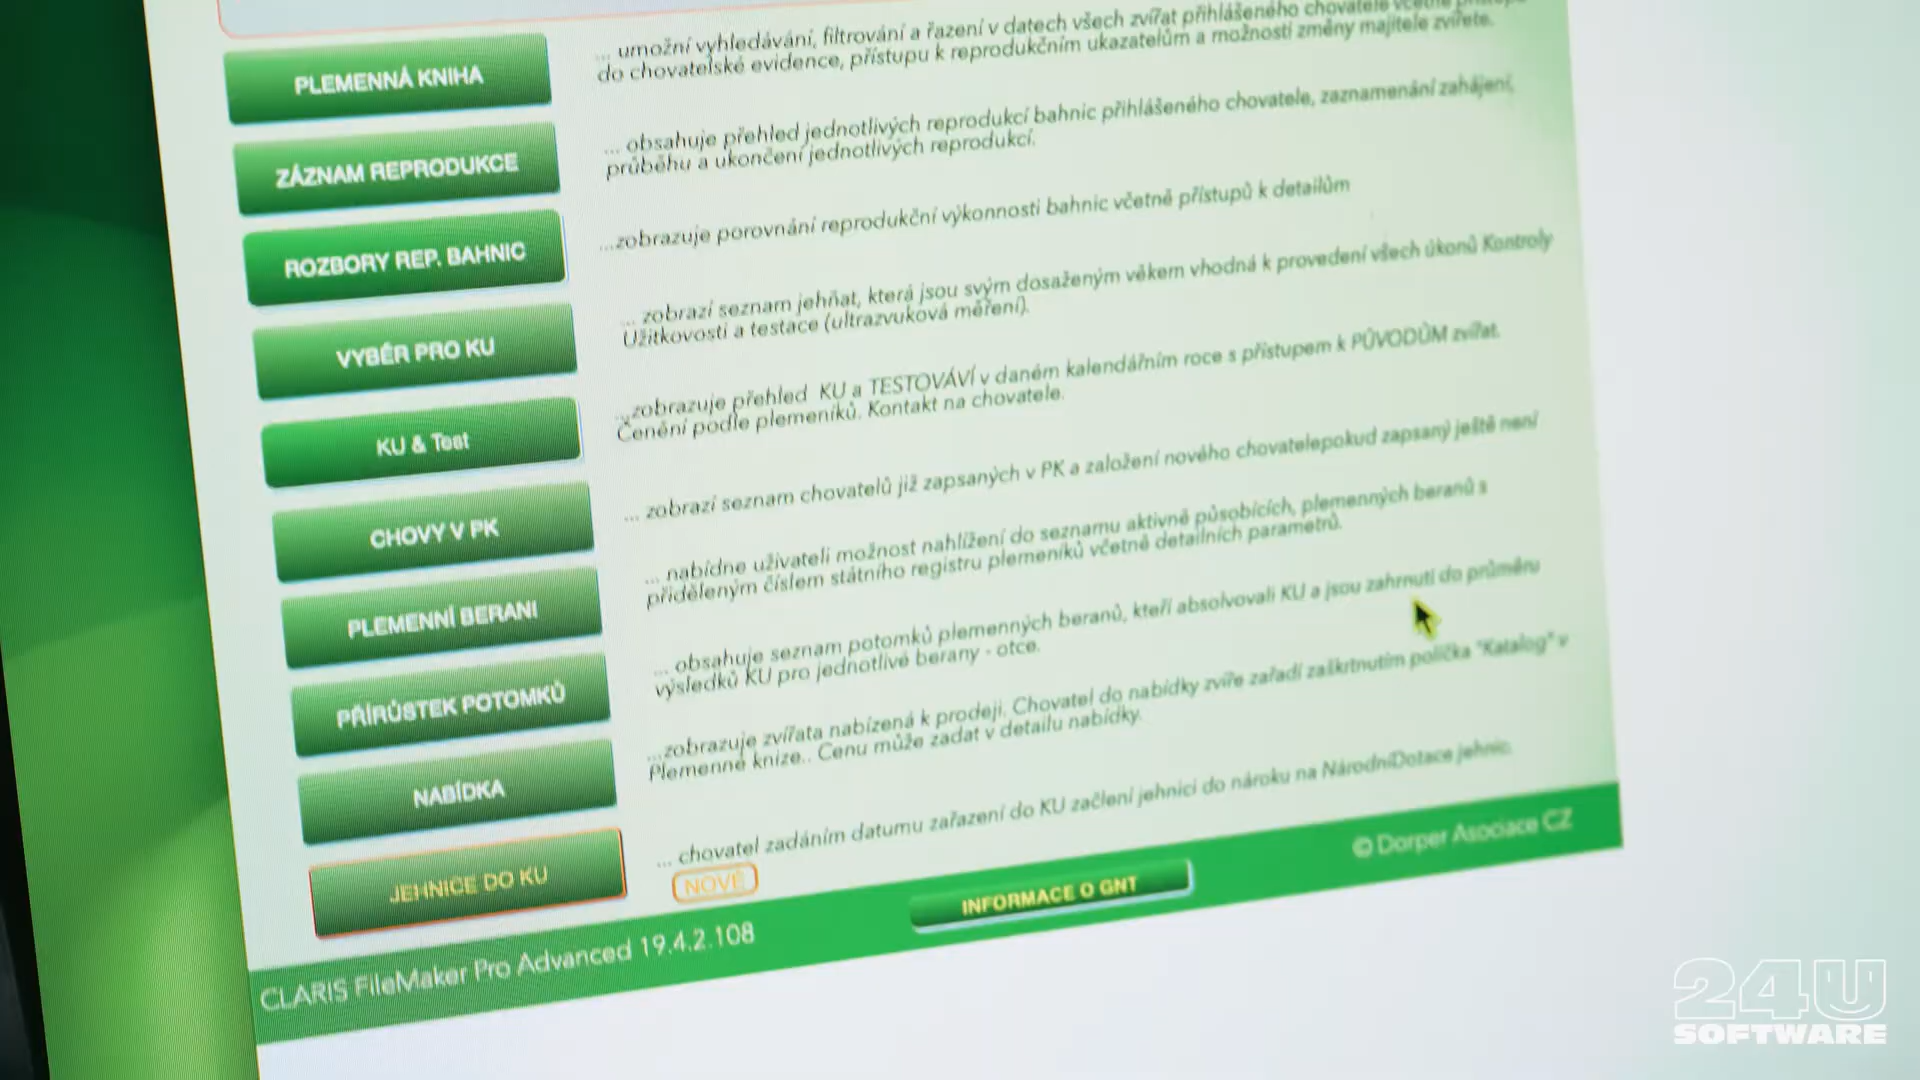 ... umožní vyhledávání, filtrování a řazení v datech všech zvířat přihlášeného chovatele včetně přístupu
do chovatelské evidence, přístupu k reprodukčním ukazatelům a možnosti změny majitele zvířete.
PLEMENNÁ KNIHA
... obsahuje přehled jednotlivých reprodukcí bahnic přihlášeného chovatele, zaznamenání zahájení,
průběhu a ukončení jednotlivých reprodukcí.
ZÁZNAM REPRODUKCE
...zobrazuje porovnání reprodukční výkonnosti bahnic včetně přístupů k detailům
ROZBORY REP. BAHNIC
... zobrazí seznam jehňat, která jsou svým dosaženým věkem vhodná k provedení všech úkonů Kontroly
Užitkovosti a testace (ultrazvuková měření).
VÝBĚR PRO KU
...zobrazuje přehled KU a TESTOVÁVÍ v daném kalendářním roce s přístupem k PŮVODŮM zvířat.
Čenění podle plemeníků. Kontakt na chovatele.
KU & Test
... zobrazí seznam chovatelů již zapsaných v PK a založení nového chovatelepokud zapsaný ještě není
CHOVY V PK
... nabídne uživateli možnost nahlížení do seznamu aktivně působících, plemenných beranů s
přiděleným číslem státního registru plemeníků včetně detailních parametrů.
PLEMENNÍ BERANI
... obsahuje seznam potomků plemenných beranů, kteří absolvovali KU a jsou zahrnuti do průměru
výsledků KU pro jednotlivé berany - otce.
PŘÍRŮSTEK POTOMKŮ
...zobrazuje zvířata nabízená k prodeji. Chovatel do nabídky zvíře zařadí zaškrtnutím políčka "Katalog" v
Plemenné knize.. Cenu může zadat v detailu nabídky.
NABÍDKA
... chovatel zadáním datumu zařazení do KU začlení jehnici do nároku na NárodníDotace jehnic.
JEHNICE DO KU
NOVÉ
INFORMACE O GNT
© Dorper Asociace CZ
CLARIS FileMaker Pro Advanced 19.4.2.108
24U
SOFTWARE